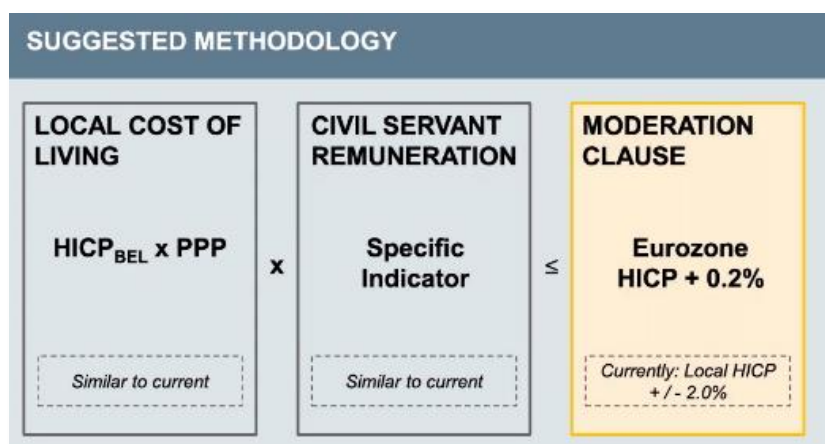 SUGGESTED METHODOLOGY
LOCAL COST OF
LIVING
HICP_BEL x PPP
Similar to current
x
CIVIL SERVANT
REMUNERATION
Specific
Indicator
Similar to current
≤
MODERATION
CLAUSE
Eurozone
HICP + 0.2%
Currently: Local HICP
+ / - 2.0%